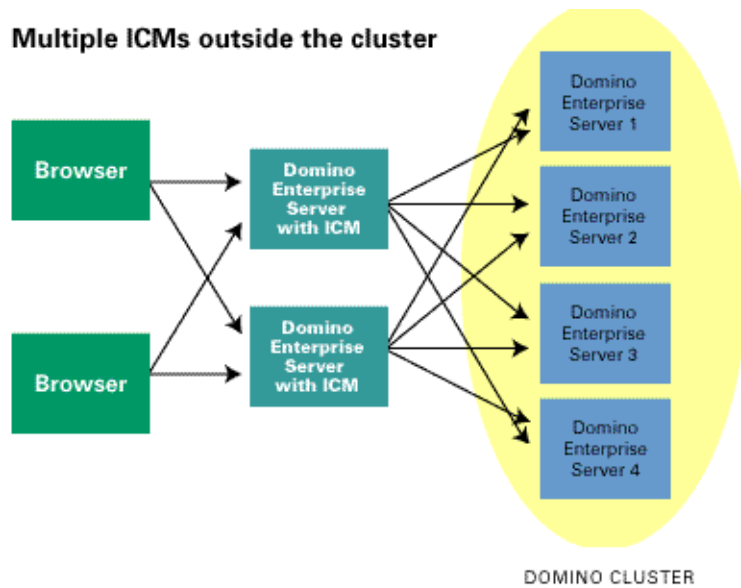 Multiple ICMs outside the cluster
Browser
Browser
Domino
Enterprise
Server
with ICM
Domino
Enterprise
Server
with ICM
Domino
Enterprise
Server 1
Domino
Enterprise
Server 2
Domino
Enterprise
Server 3
Domino
Enterprise
Server 4
DOMINO CLUSTER